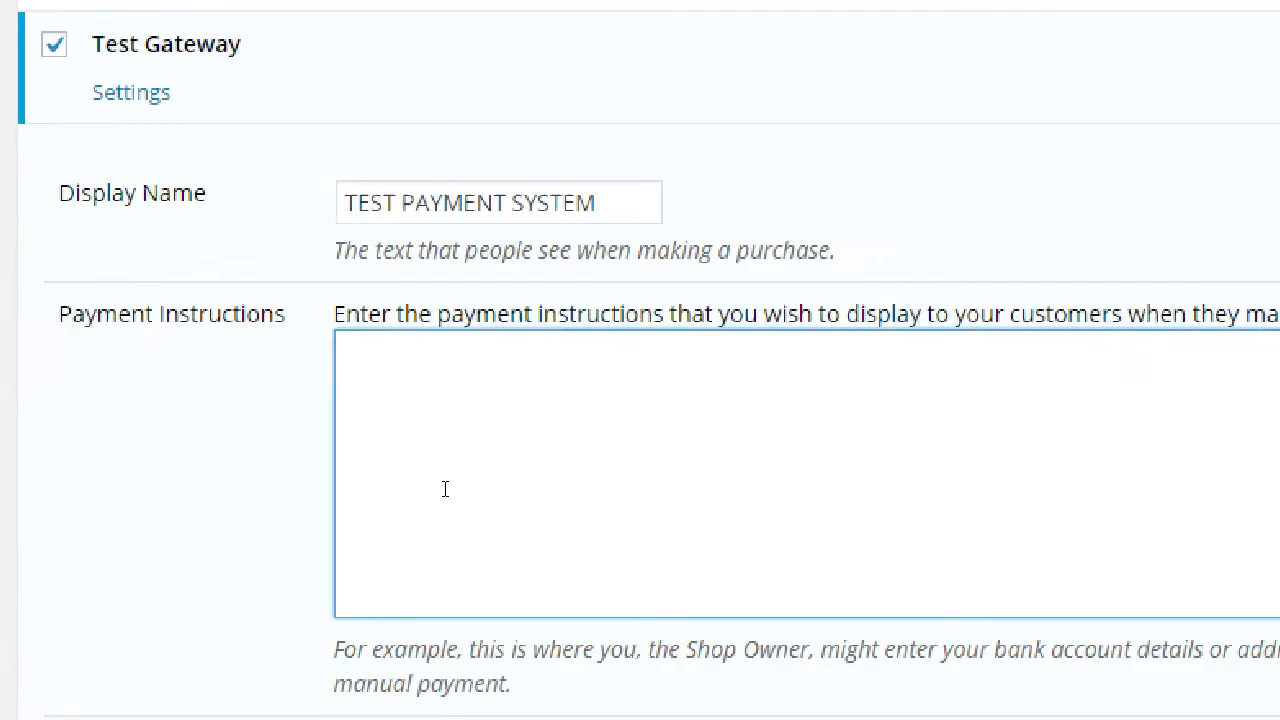 Test Gateway
Settings
Display Name
TEST PAYMENT SYSTEM
The text that people see when making a purchase.
Payment Instructions
Enter the payment instructions that you wish to display to your customers when they
For example, this is where you, the Shop Owner, might enter your bank account details or
manual payment.